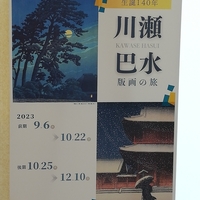 生誕140年
川瀬
巴水
KAWASE HASUI
版画の旅
2023
前期
9.6
10.22
後期
10.25
12.10